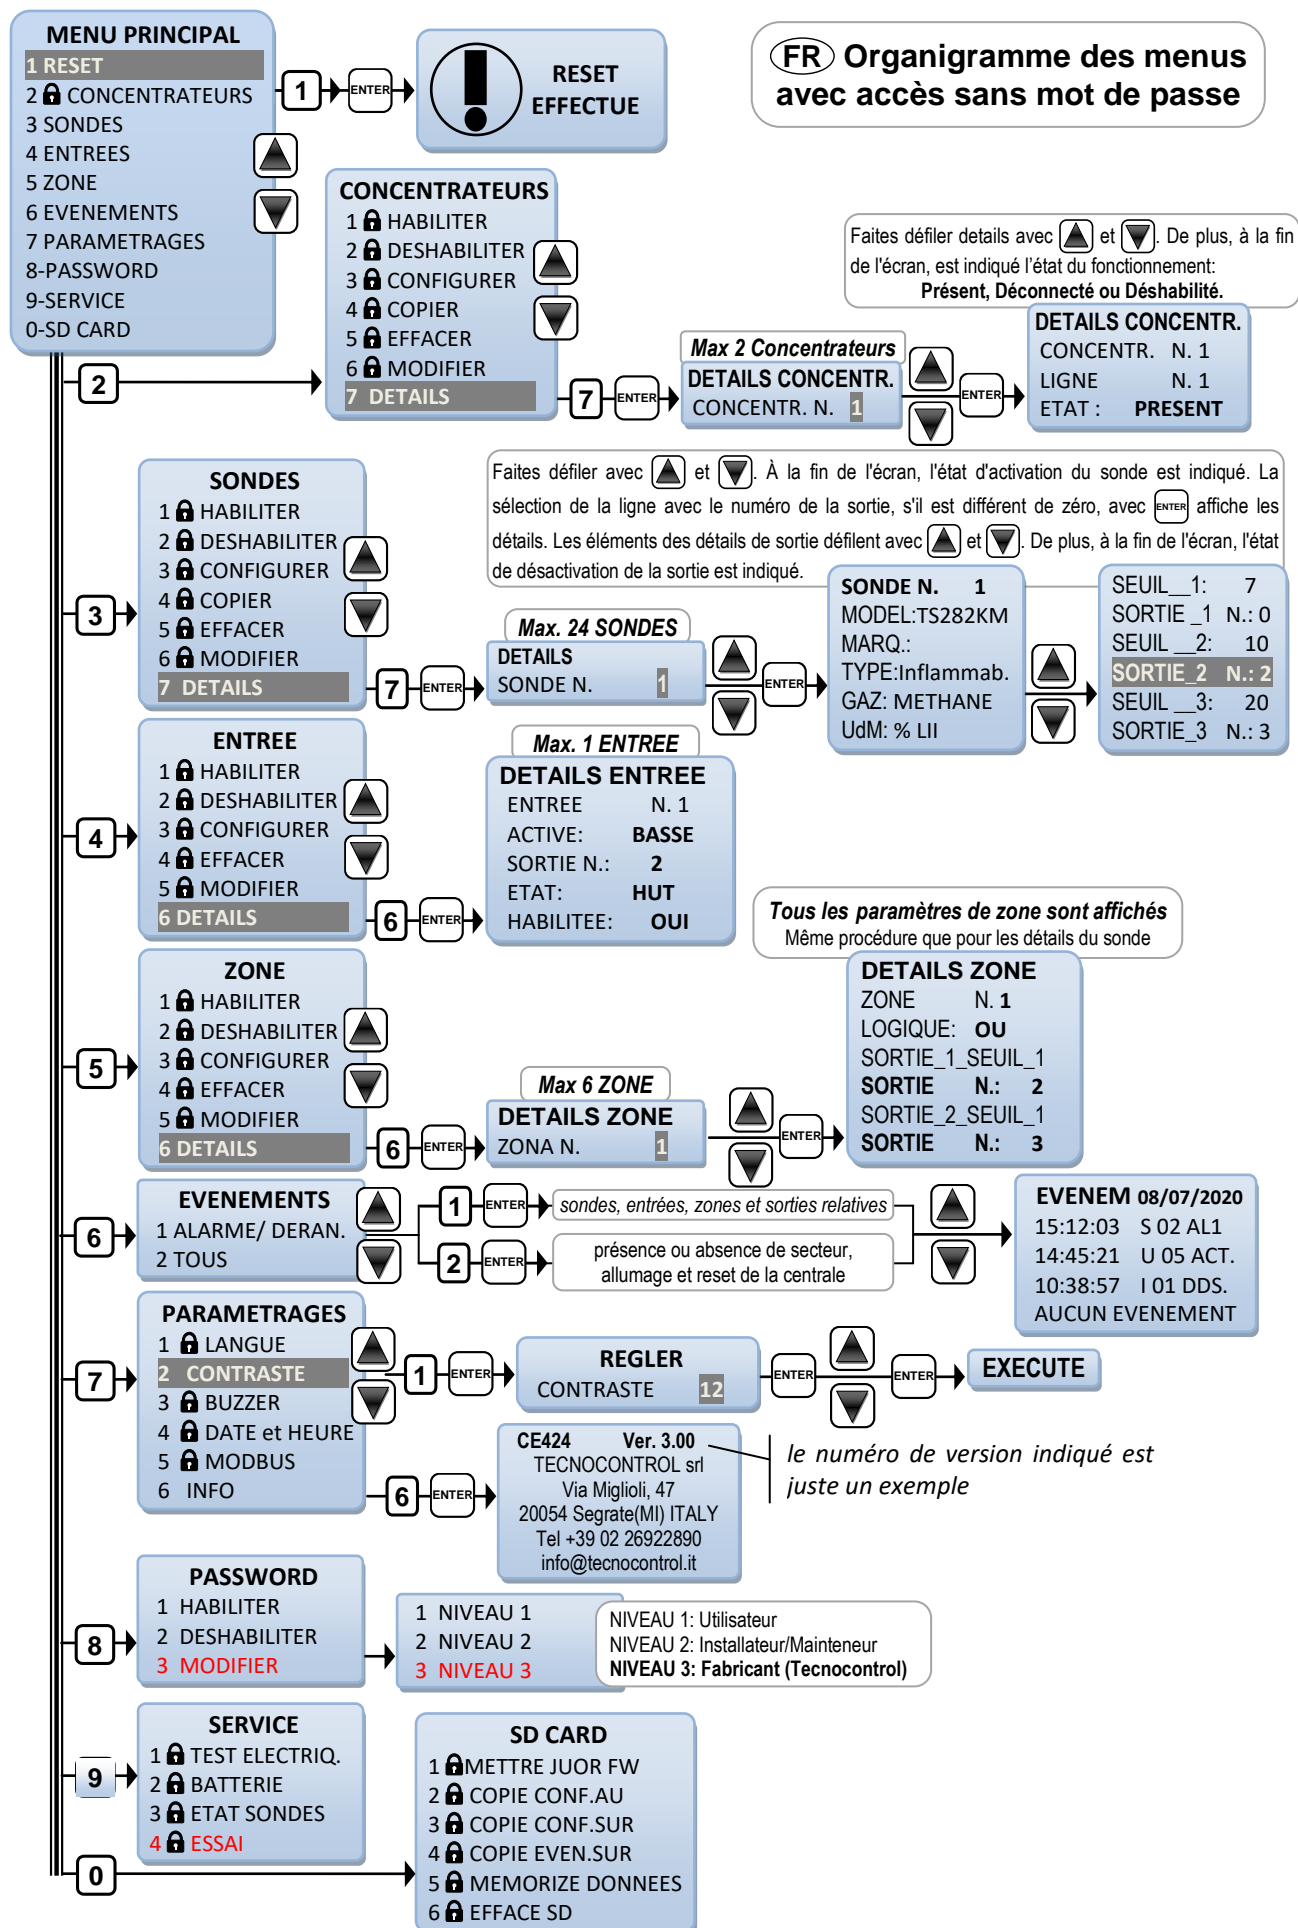 MENU PRINCIPAL
1 RESET
2 CONCENTRATEURS
3 SONDES
4 ENTREES
5 ZONE
6 EVENEMENTS
7 PARAMETRAGES
8-PASSWORD
9-SERVICE
0-SD CARD
1
ENTER
RESET
EFFECTUE
FR Organigramme des menus
avec accès sans mot de passe
2
CONCENTRATEURS
1 HABILITER
2 DESHABILITER
3 CONFIGURER
4 COPIER
5 EFFACER
6 MODIFIER
7 DETAILS
7
ENTER
Max 2 Concentrateurs
DETAILS CONCENTR.
CONCENTR. N. 1
ENTER
Faites défiler details avec et . De plus, à la fin
de l'écran, est indiqué l'état du fonctionnement:
Présent, Déconnecté ou Déshabilité.
DETAILS CONCENTR.
CONCENTR. N. 1
LIGNE N. 1
ETAT : PRESENT
3
SONDES
1 HABILITER
2 DESHABILITER
3 CONFIGURER
4 COPIER
5 EFFACER
6 MODIFIER
7 DETAILS
7
ENTER
Faites défiler avec et . À la fin de l'écran, l'état d'activation du sonde est indiqué. La
sélection de la ligne avec le numéro de la sortie, s'il est différent de zéro, avec ENTER affiche les
détails. Les éléments des détails de sortie défilent avec et . De plus, à la fin de l'écran, l'état
de désactivation de la sortie est indiqué.
Max. 24 SONDES
DETAILS
SONDE N. 1
ENTER
SONDE N. 1
MODEL:TS282KM
MARQ.:
TYPE:Inflammab.
GAZ: METHANE
UdM: % LII
SEUIL__1: 7
SORTIE _1 N.: 0
SEUIL __2: 10
SORTIE_2 N.: 2
SEUIL __3: 20
SORTIE_3 N.: 3
4
ENTREE
1 HABILITER
2 DESHABILITER
3 CONFIGURER
4 EFFACER
5 MODIFIER
6 DETAILS
6
ENTER
Max. 1 ENTREE
DETAILS ENTREE
ENTREE N. 1
ACTIVE: BASSE
SORTIE N.: 2
ETAT: HUT
HABILITEE: OUI
5
ZONE
1 HABILITER
2 DESHABILITER
3 CONFIGURER
4 EFFACER
5 MODIFIER
6 DETAILS
6
ENTER
Max 6 ZONE
DETAILS ZONE
ZONA N. 1
ENTER
Tous les paramètres de zone sont affichés
Même procédure que pour les détails du sonde
DETAILS ZONE
ZONE N. 1
LOGIQUE: OU
SORTIE_1_SEUIL_1
SORTIE N.: 2
SORTIE_2_SEUIL_1
SORTIE N.: 3
6
EVENEMENTS
1 ALARME/ DERAN.
2 TOUS
1
ENTER
sondes, entrées, zones et sorties relatives
2
ENTER
présence ou absence de secteur,
allumage et reset de la centrale
EVENEM 08/07/2020
15:12:03 S 02 AL1
14:45:21 U 05 ACT.
10:38:57 I 01 DDS.
AUCUN EVENEMENT
7
PARAMETRAGES
1 LANGUE
2 CONTRASTE
3 BUZZER
4 DATE et HEURE
5 MODBUS
6 INFO
1
ENTER
REGLER
CONTRASTE 12
ENTER
ENTER
EXECUTE
6
ENTER
CE424 Ver. 3.00
TECNOCONTROL srl
Via Miglioli, 47
20054 Segrate(MI) ITALY
Tel +39 02 26922890
info@tecnocontrol.it
le numéro de version indiqué est
juste un exemple
8
PASSWORD
1 HABILITER
2 DESHABILITER
3 MODIFIER
1 NIVEAU 1
2 NIVEAU 2
3 NIVEAU 3
NIVEAU 1: Utilisateur
NIVEAU 2: Installateur/Mainteneur
NIVEAU 3: Fabricant (Tecnocontrol)
9
SERVICE
1 TEST ELECTRIQ.
2 BATTERIE
3 ETAT SONDES
4 ESSAI
0
SD CARD
1 METTRE JUOR FW
2 COPIE CONF.AU
3 COPIE CONF.SUR
4 COPIE EVEN.SUR
5 MEMORIZE DONNEES
6 EFFACE SD